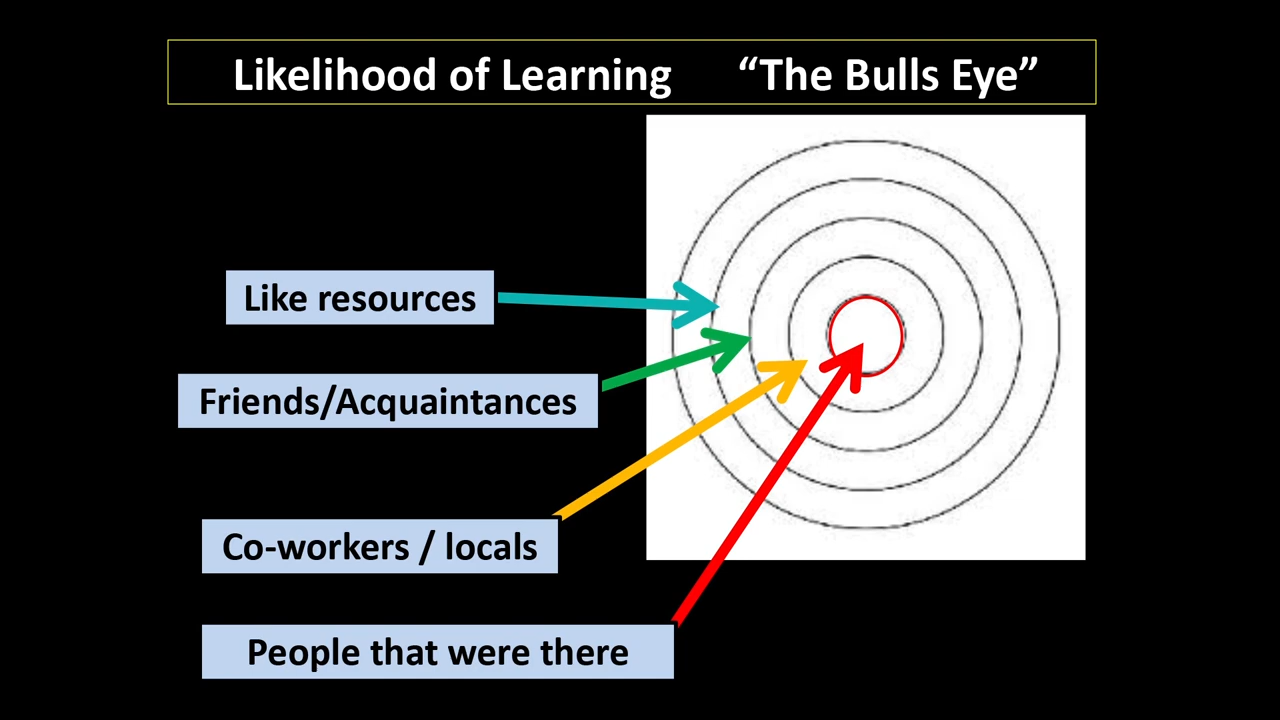 Likelihood of Learning “The Bulls Eye”
Like resources
Friends/Acquaintances
Co-workers / locals
People that were there